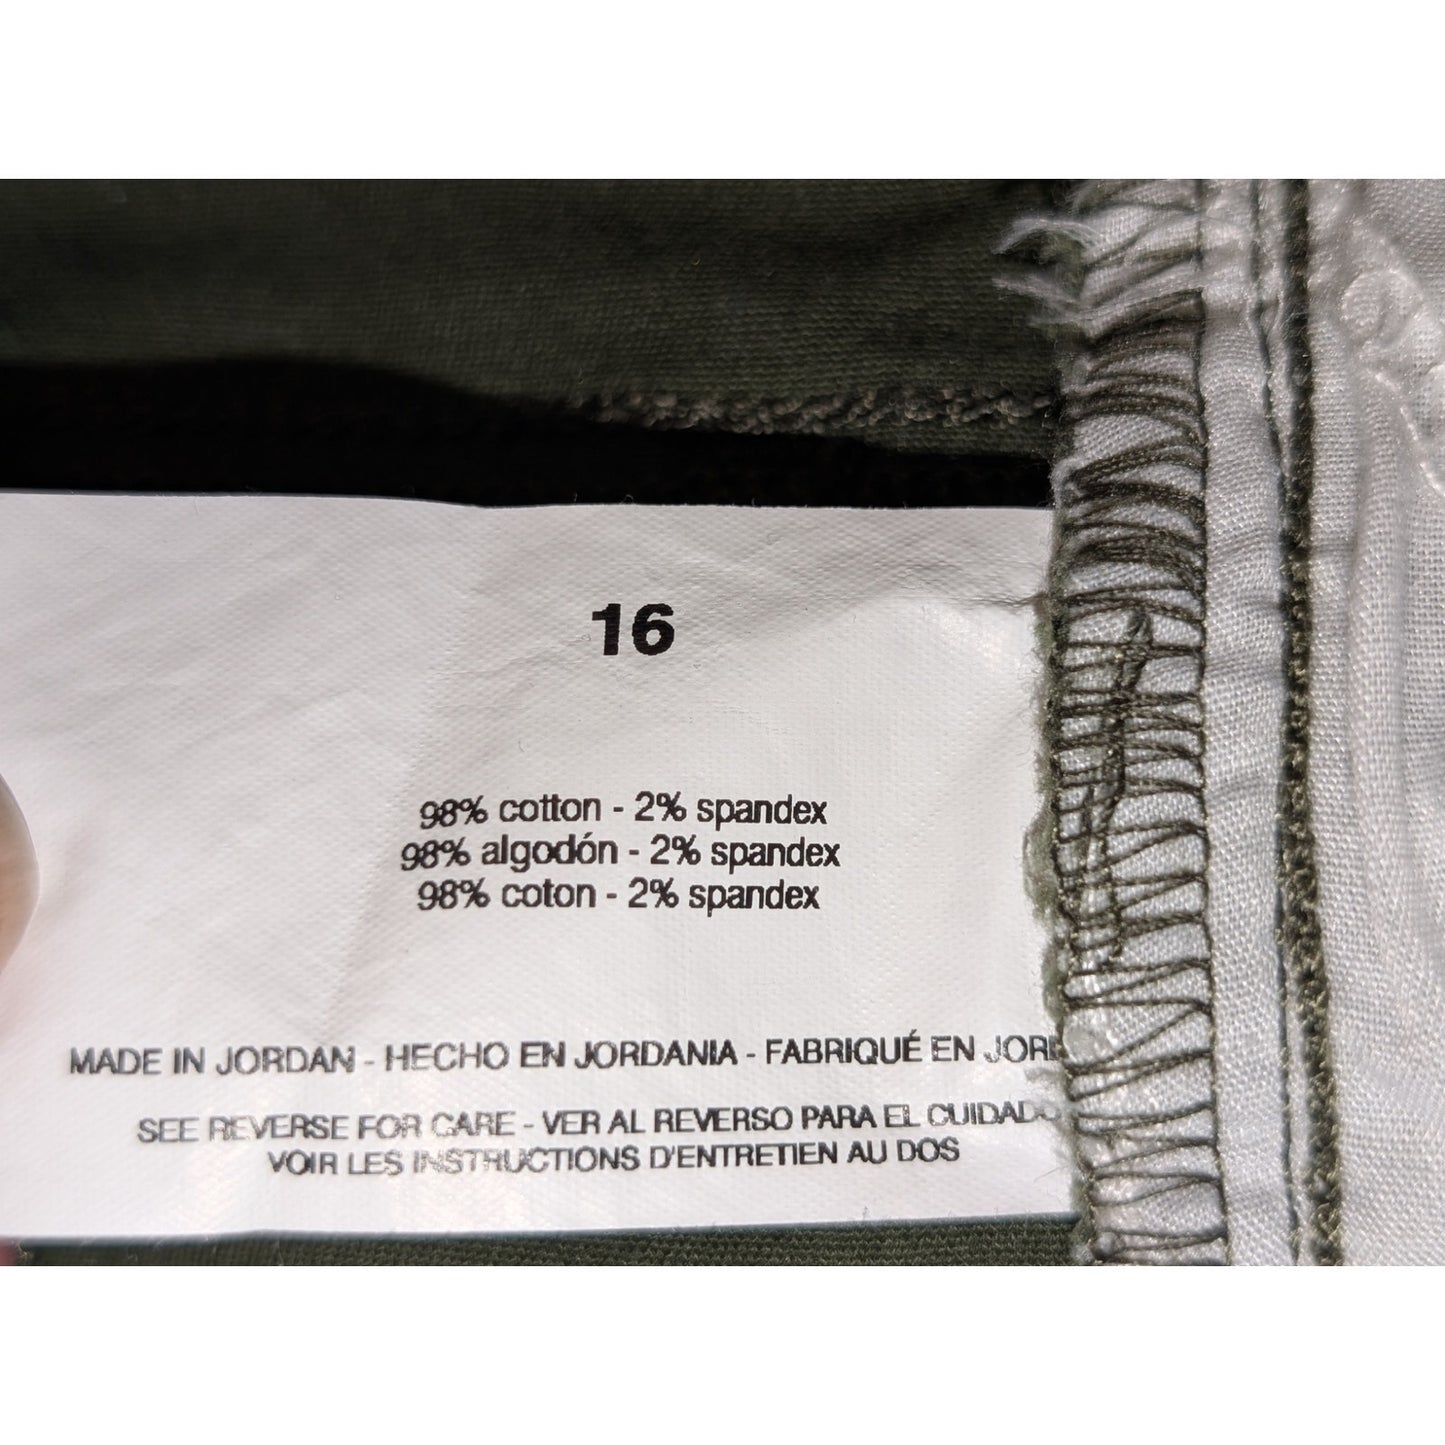 16
98% cotton - 2% spandex
98% algodón - 2% spandex
98% coton - 2% spandex
MADE IN JORDAN - HECHO EN JORDANIA - FABRIQUÉ EN
SEE REVERSE FOR CARE - VER AL REVERSO PARA EL CUIDADO
VOIR LES INSTRUCTIONS D'ENTRETIEN AU DOS